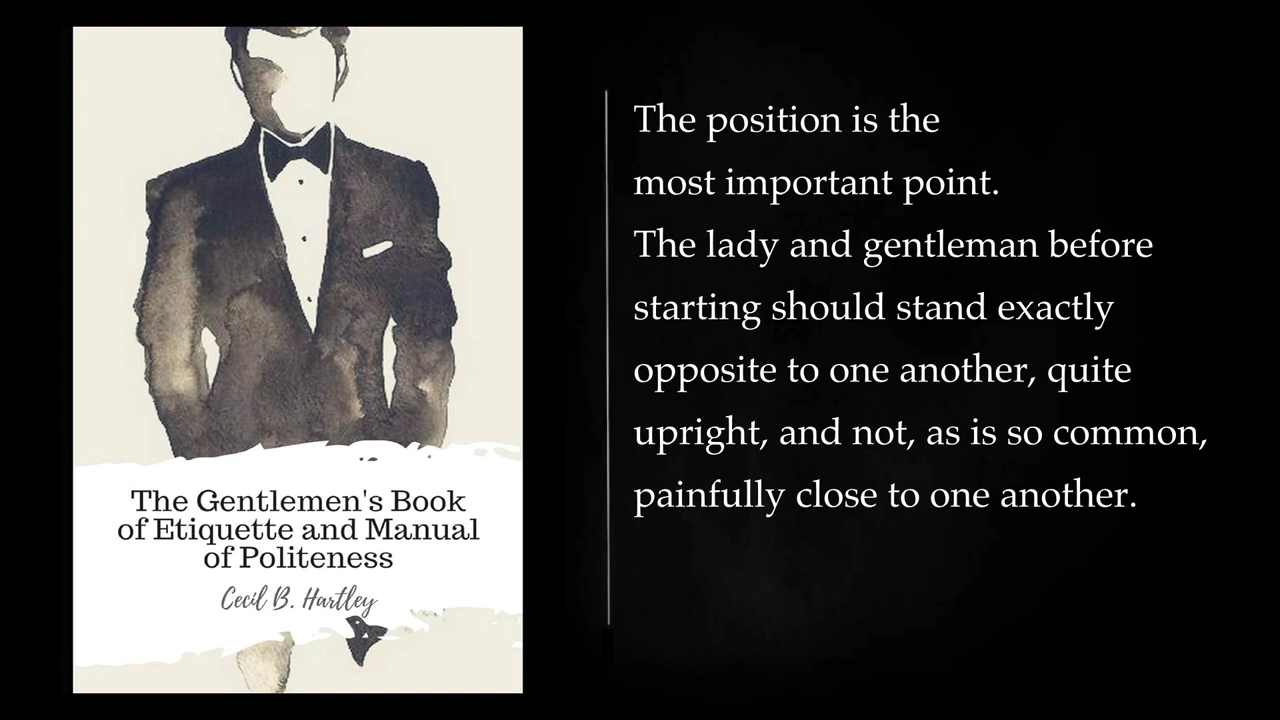 The Gentlemen's Book
of Etiquette and Manual
of Politeness
Cecil B. Hartley
The position is the
most important point.
The lady and gentleman before
starting should stand exactly
opposite to one another, quite
upright, and not, as is so common,
painfully close to one another.